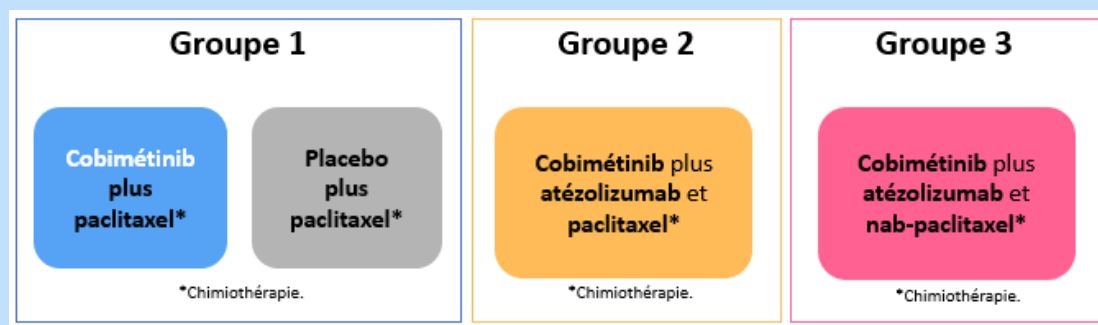 Groupe 1
Cobimétinib
plus
paclitaxel*
Placebo
plus
paclitaxel*
*Chimiothérapie.
Groupe 2
Cobimétinib plus
atézolizumab et
paclitaxel*
*Chimiothérapie.
Groupe 3
Cobimétinib plus
atézolizumab et
nab-paclitaxel*
*Chimiothérapie.